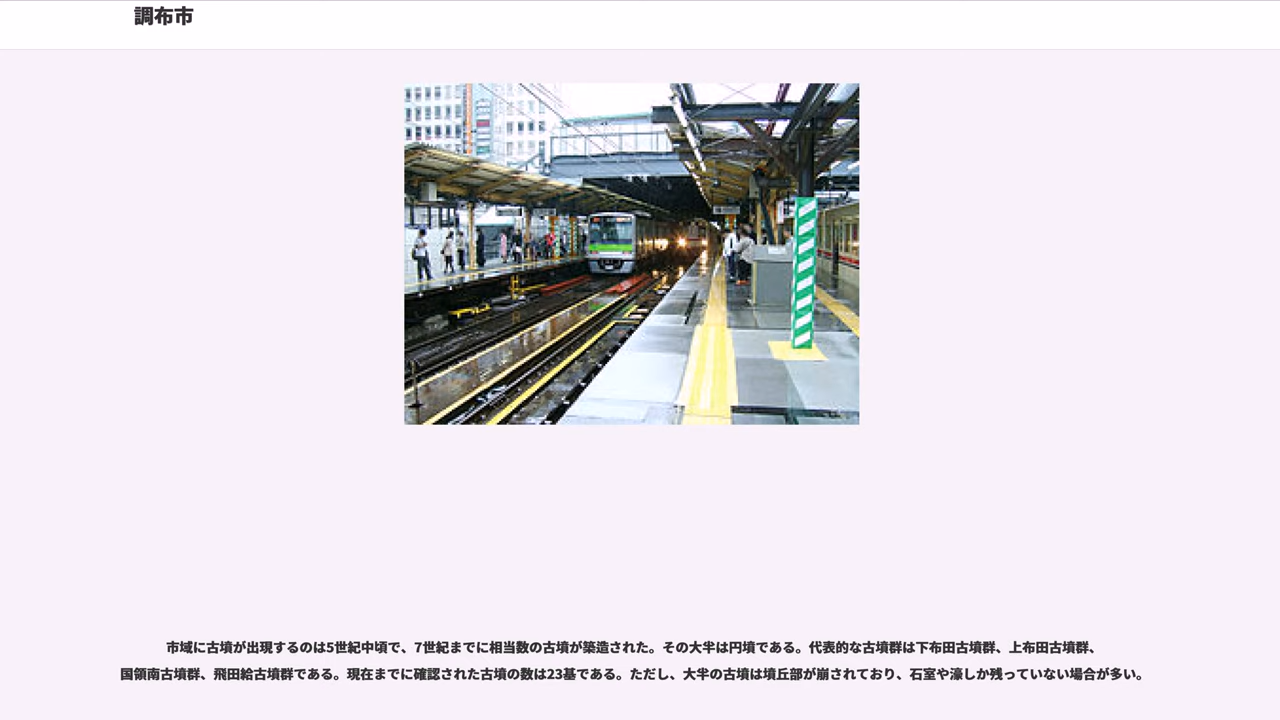 調布市
市域に古墳が出現するのは5世紀中頃で、7世紀までに相当数の古墳が築造された。その大半は円墳である。代表的な古墳群は下布田古墳群、上布田古墳群、
国領南古墳群、飛田給古墳群である。現在までに確認された古墳の数は23基である。ただし、大半の古墳は墳丘部が崩されており、石室や濠しか残っていない場合が多い。